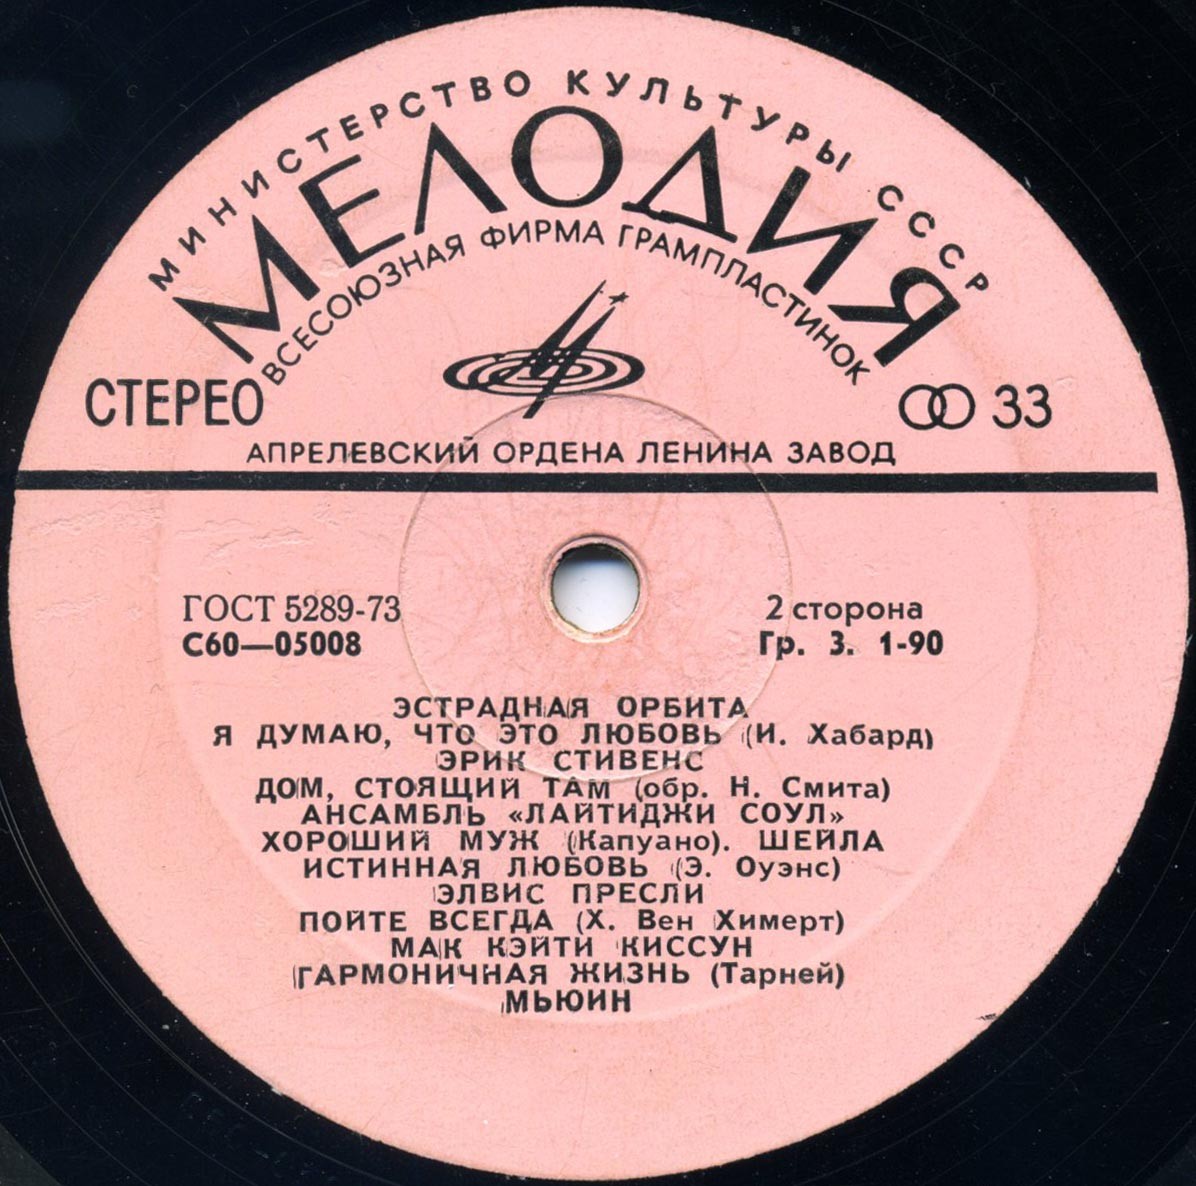 МИНИСТЕРСТВО КУЛЬТУРЫ СССР
МЕЛОДИЯ
ВСЕСОЮЗНАЯ ФИРМА ГРАМПЛАСТИНОК
СТЕРЕО
33
АПРЕЛЕВСКИЙ ОРДЕНА ЛЕНИНА ЗАВОД
ГОСТ 5289-73
2 сторона
С60—05008
Гр. 3. 1-90
ЭСТРАДНАЯ ОРБИТА
Я ДУМАЮ, ЧТО ЭТО ЛЮБОВЬ (И. Хабард)
ЭРИК СТИВЕНС
ДОМ, СТОЯЩИЙ ТАМ (обр. Н. Смита)
АНСАМБЛЬ «ЛАЙТИДЖИ СОУЛ»
ХОРОШИЙ МУЖ (Капуано). ШЕЙЛА
ИСТИННАЯ ЛЮБОВЬ (Э. Оуэнс)
ЭЛВИС ПРЕСЛИ
ПОЙТЕ ВСЕГДА (Х. Вен Химерт)
МАК КЭЙТИ КИССУН
ГАРМОНИЧНАЯ ЖИЗНЬ (Тарней)
МЬЮИН